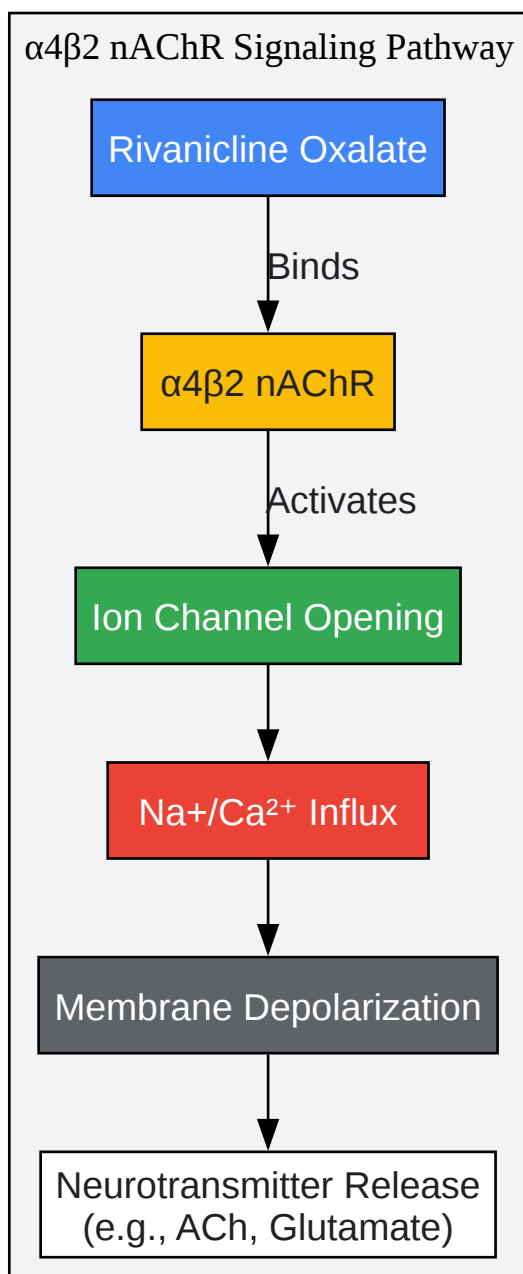 α4β2 nAChR Signaling Pathway
Rivanicline Oxalate
Binds
α4β2 nAChR
Activates
Ion Channel Opening
Na+/Ca²⁺ Influx
Membrane Depolarization
Neurotransmitter Release
(e.g., ACh, Glutamate)